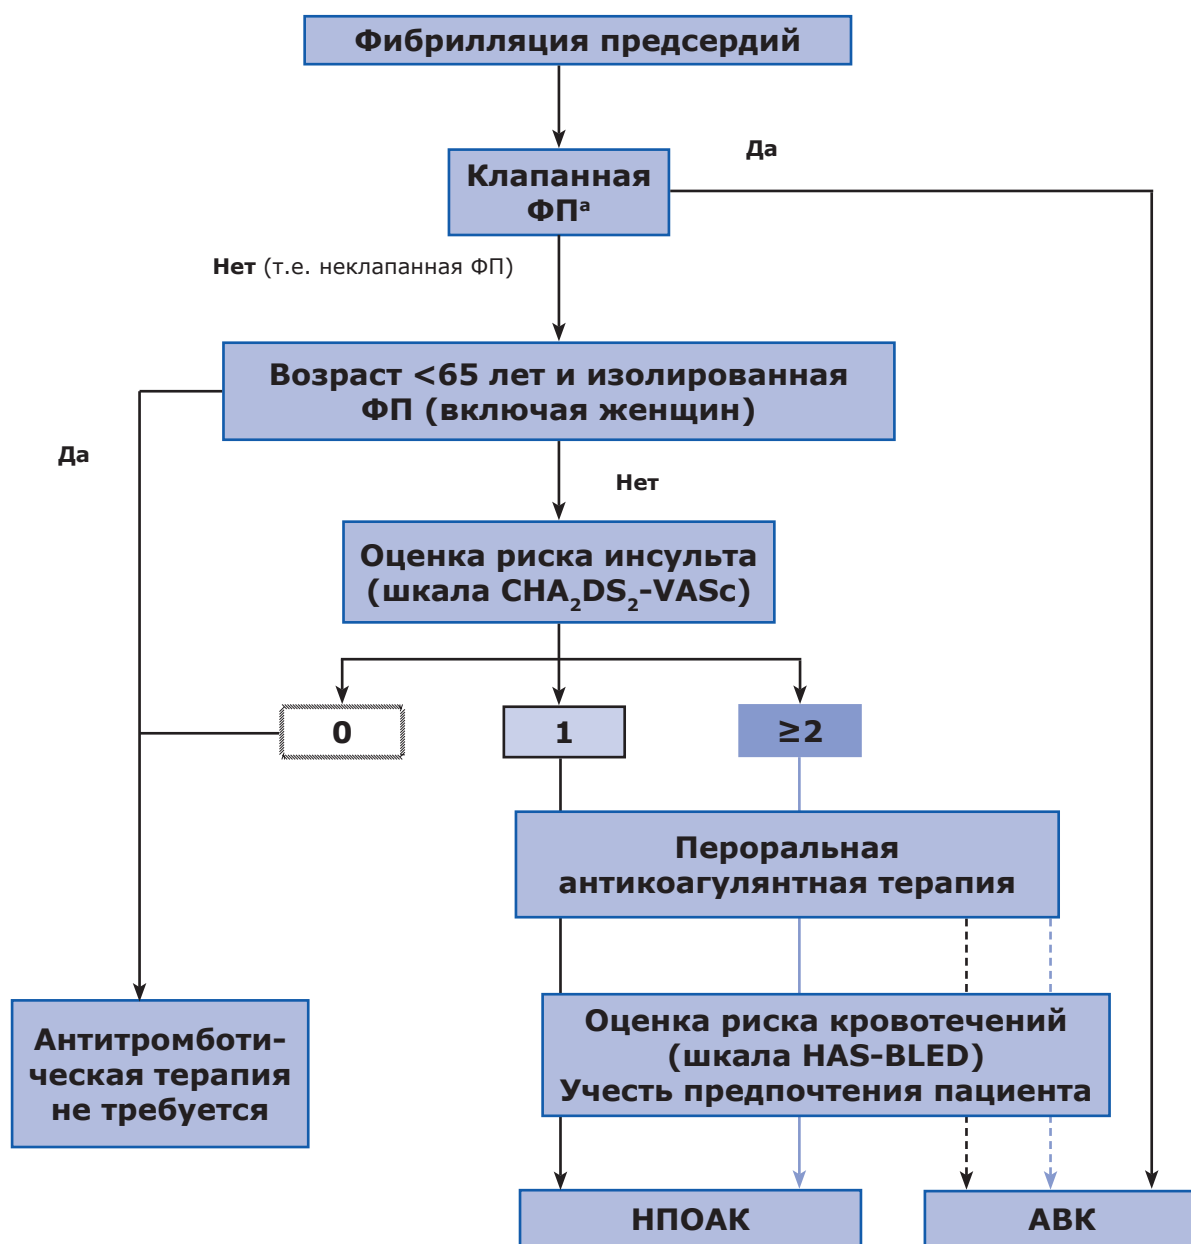 Фибрилляция предсердий
Да
Клапанная
ФПᵃ
Нет (т.е. неклапанная ФП)
Возраст <65 лет и изолированная
ФП (включая женщин)
Да
Нет
Оценка риска инсульта
(шкала CHA₂DS₂-VASc)
0
1
≥2
Пероральная
антикоагулянтная терапия
Оценка риска кровотечений
(шкала HAS-BLED)
Учесть предпочтения пациента
Антитромботи-
ческая терапия
не требуется
НПОАК
АВК